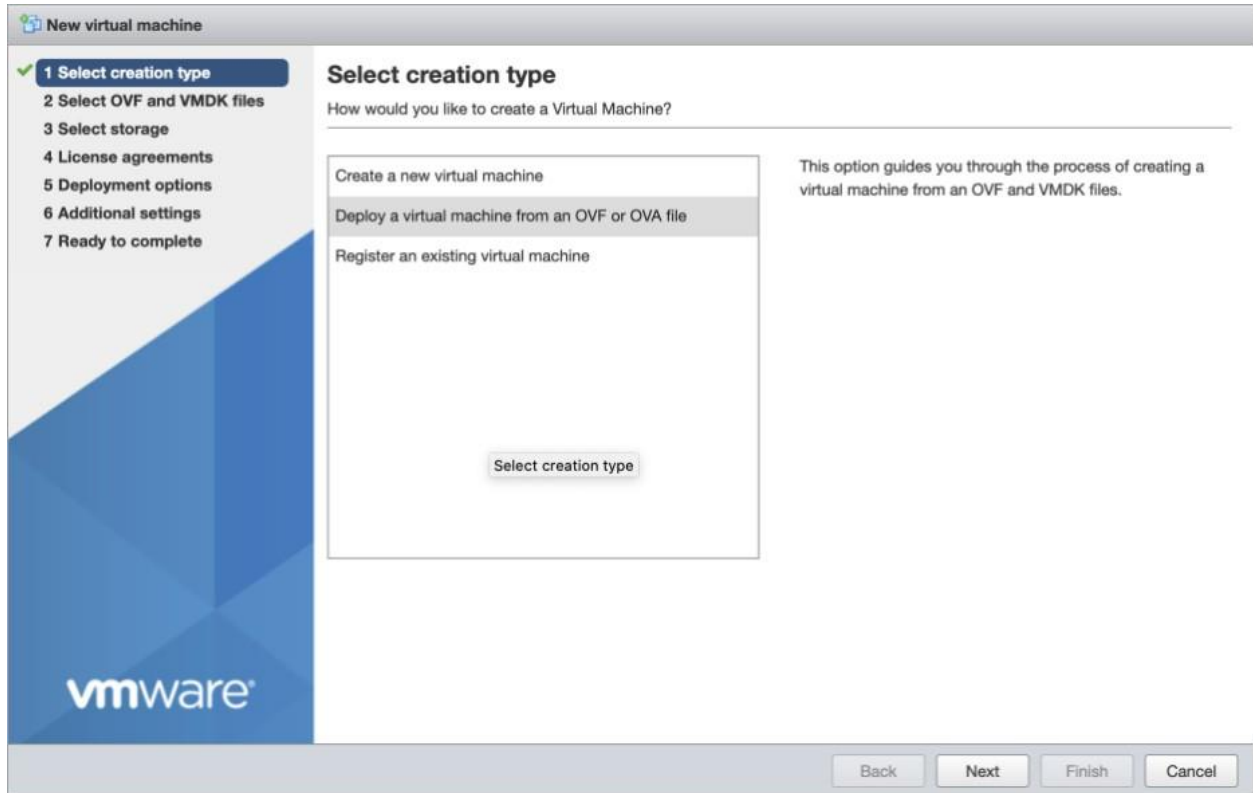 New virtual machine
1 Select creation type
2 Select OVF and VMDK files
3 Select storage
4 License agreements
5 Deployment options
6 Additional settings
7 Ready to complete
vmware®
Select creation type
How would you like to create a Virtual Machine?
Create a new virtual machine
Deploy a virtual machine from an OVF or OVA file
Register an existing virtual machine
Select creation type
This option guides you through the process of creating a
virtual machine from an OVF and VMDK files.
Back
Next
Finish
Cancel